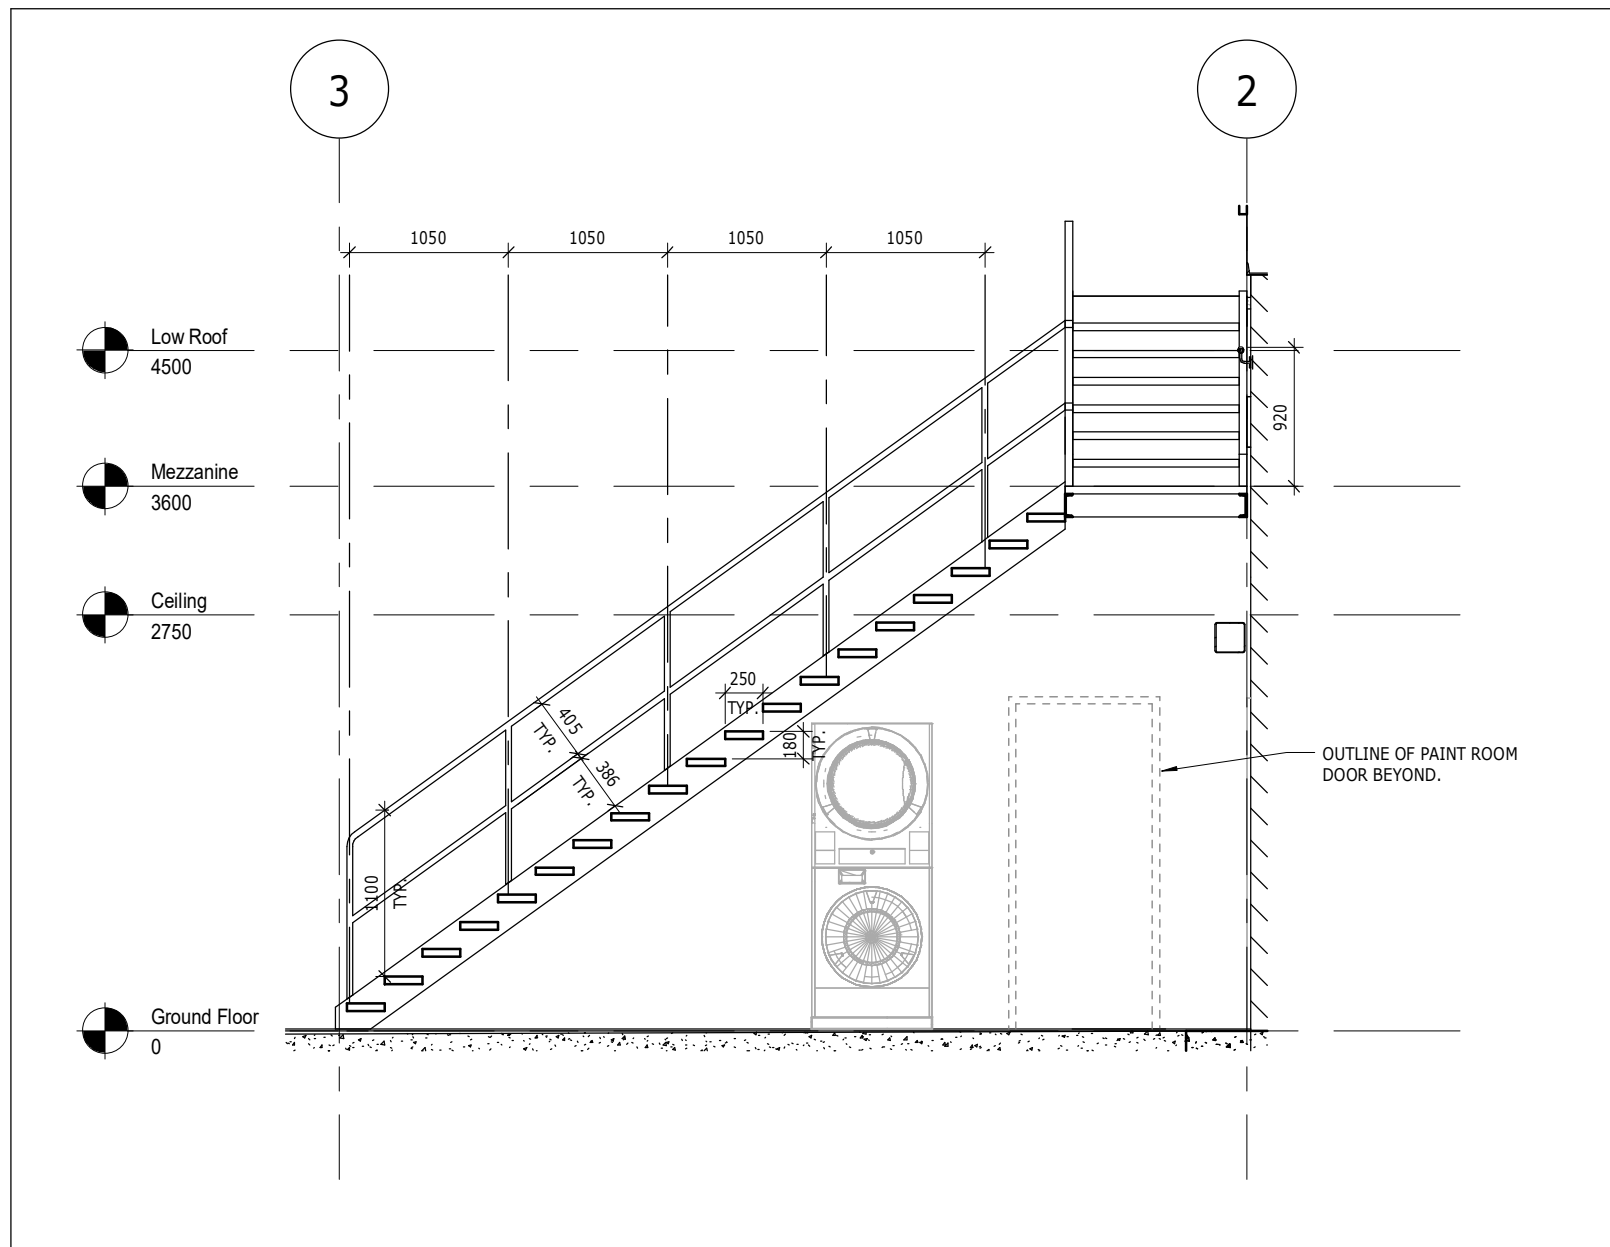 3
2
1050
1050
1050
1050
Low Roof
4500
920
Mezzanine
3600
Ceiling
2750
250
TYP.
405
TYP.
180
TYP.
386
TYP.
OUTLINE OF PAINT ROOM
DOOR BEYOND.
1100
TYP.
Ground Floor
0